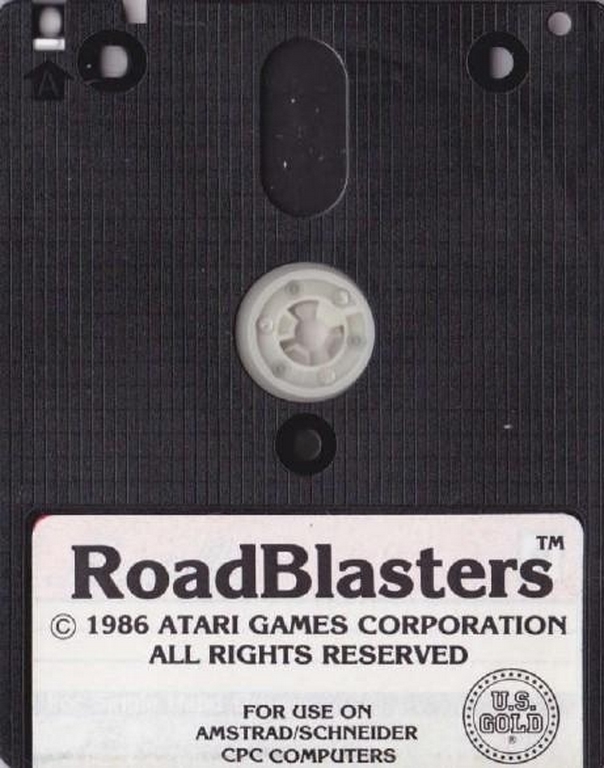 A
RoadBlasters™
© 1986 ATARI GAMES CORPORATION
ALL RIGHTS RESERVED
FOR USE ON
AMSTRAD/SCHNEIDER
CPC COMPUTERS
U.S.
GOLD
®